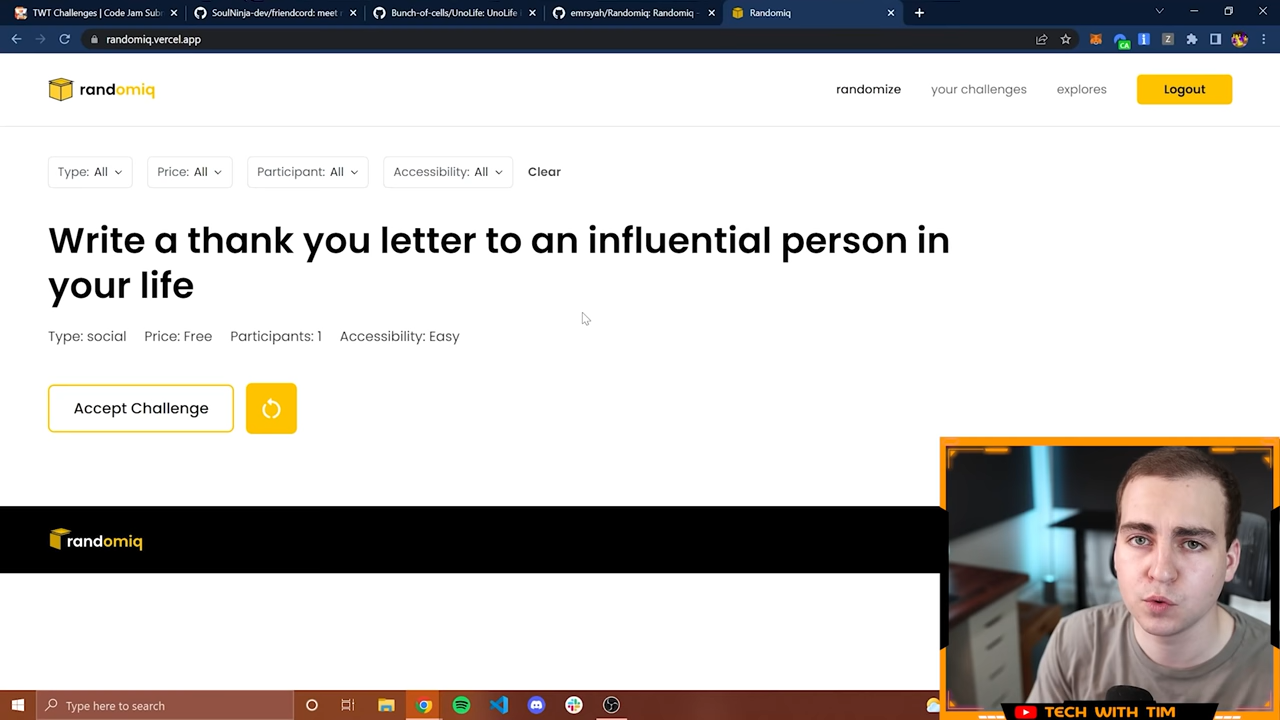 TWT Challenges | Code Jam Subr
SoulNinja-dev/friendcord: meet r
Bunch-of-cells/UnoLife: UnoLife i
emrsyah/Randomiq: Randomiq -
Randomiq
randomiq.vercel.app
CA
randomiq
randomize
your challenges
explores
Logout
Type: All
Price: All
Participant: All
Accessibility: All
Clear
Write a thank you letter to an influential person in
your life
Type: social
Price: Free
Participants: 1
Accessibility: Easy
Accept Challenge
randomiq
Type here to search
TECH WITH TIM